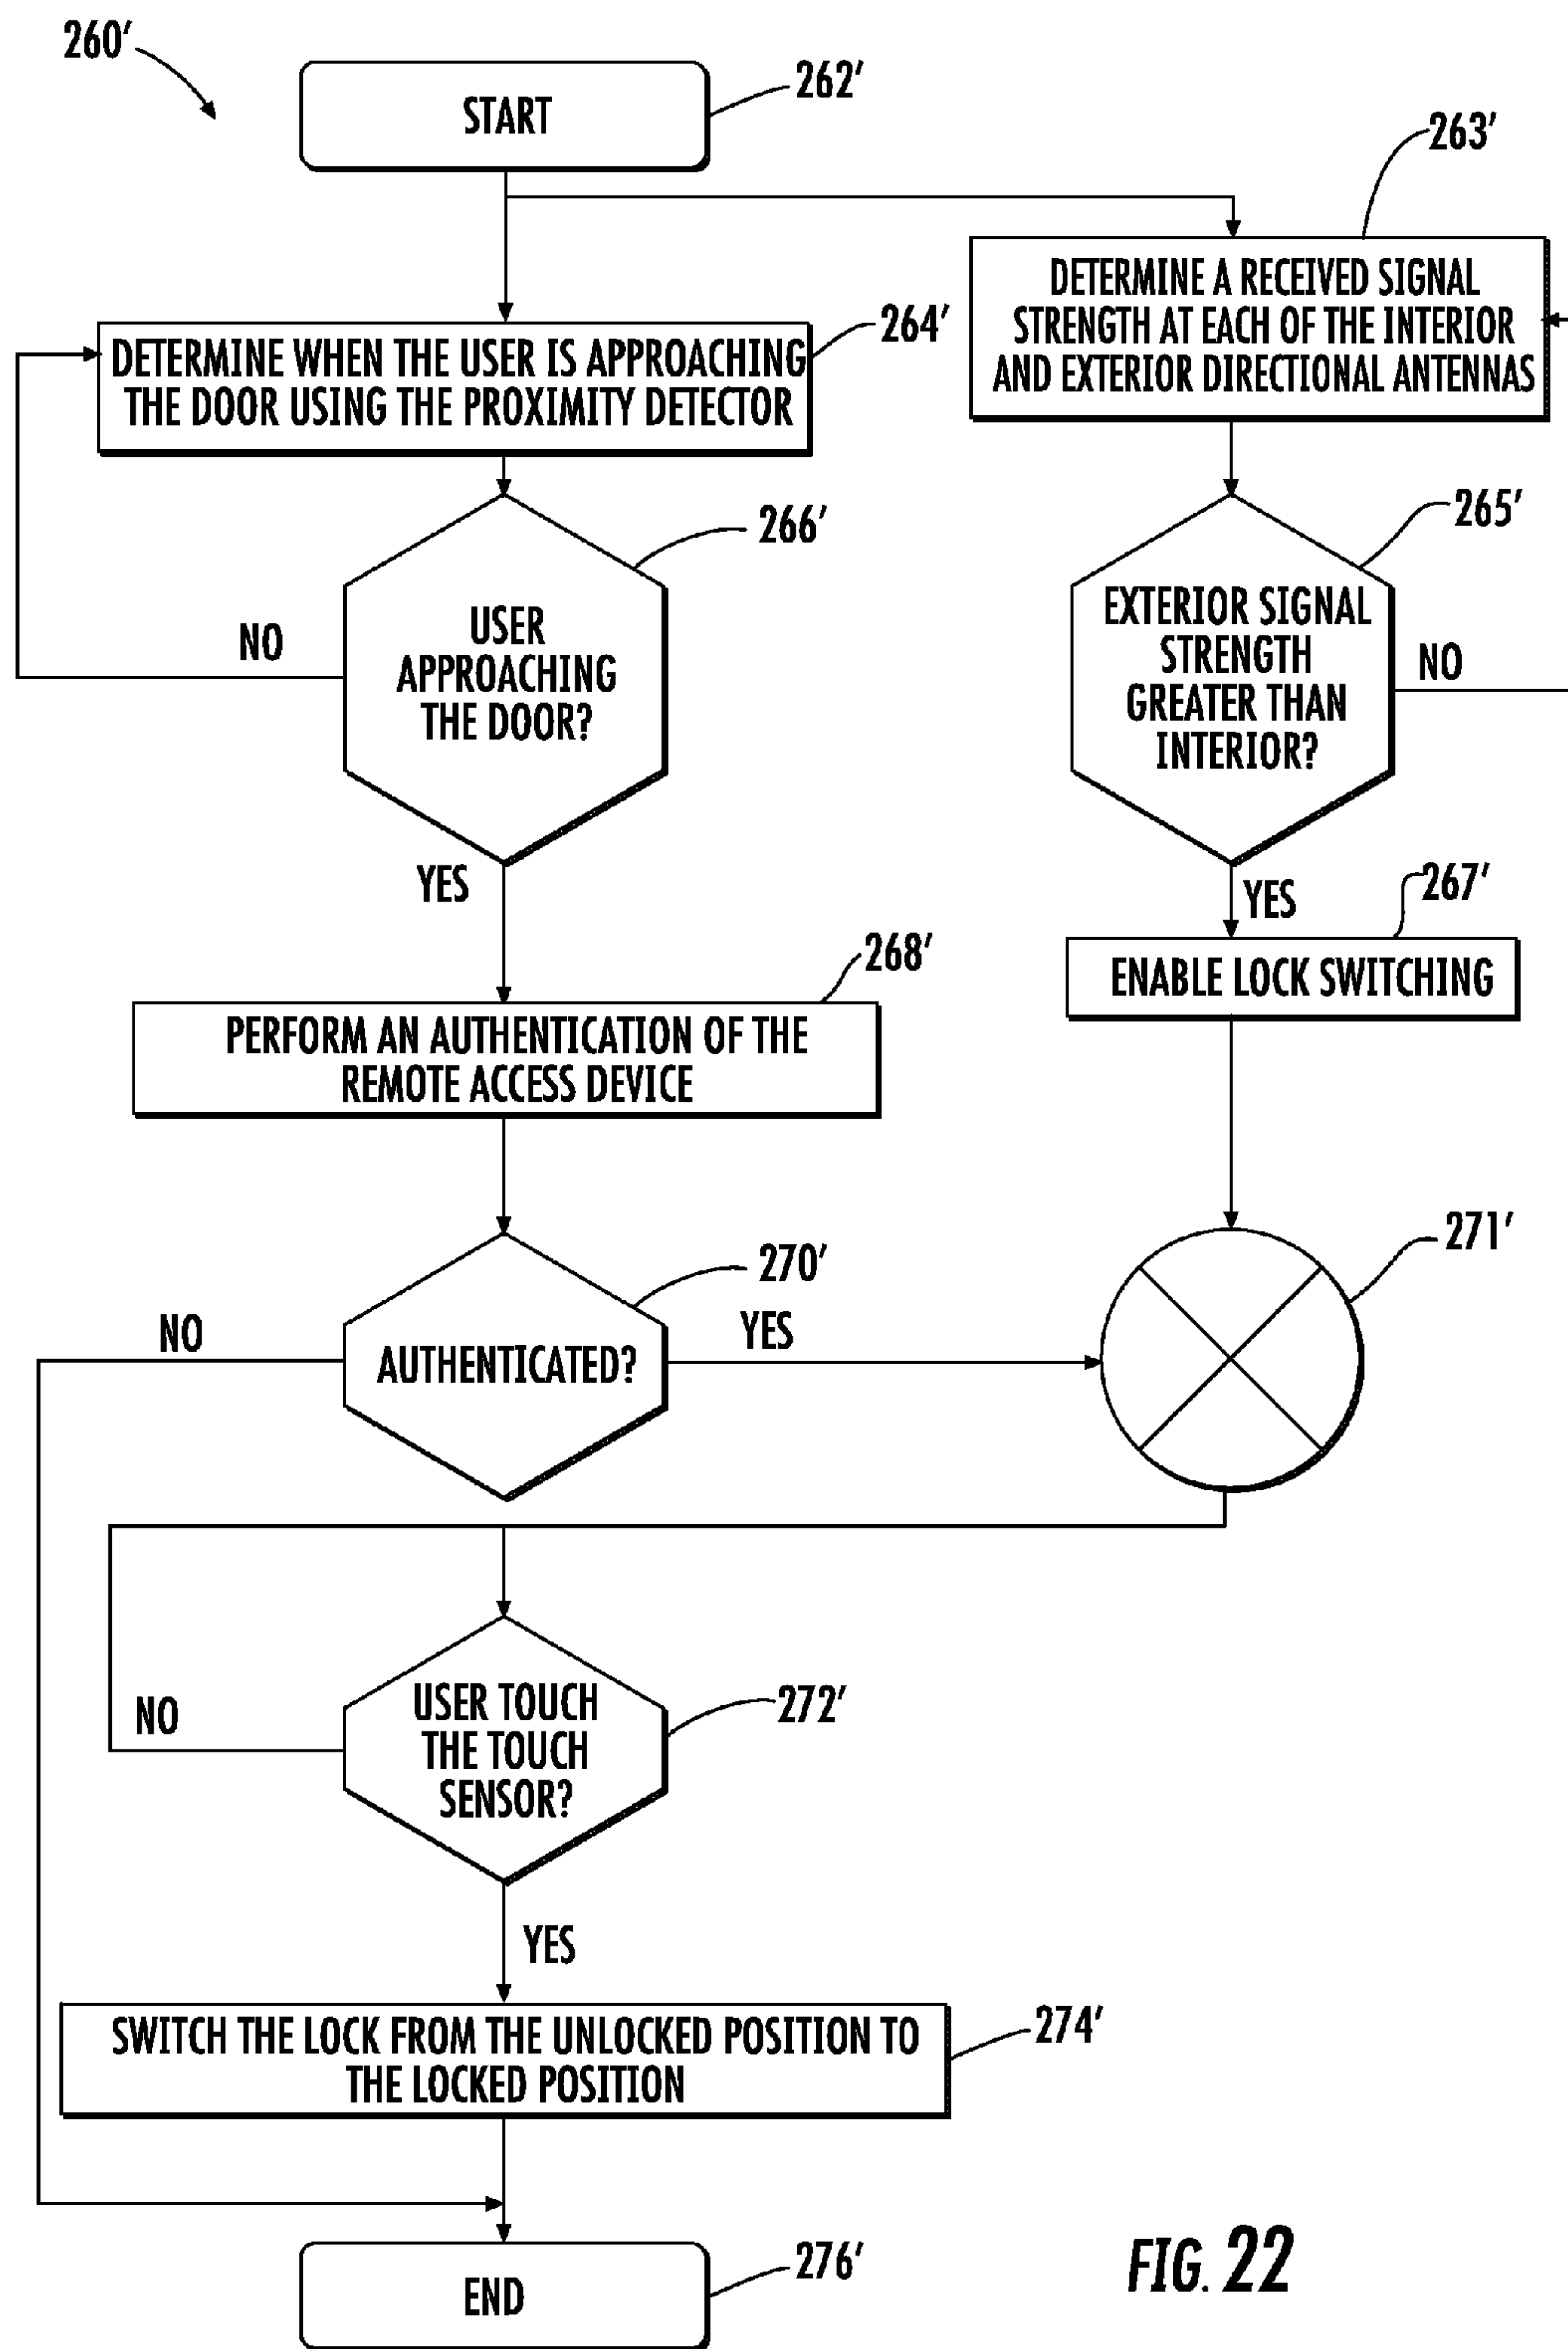 260'
START
262'
263'
DETERMINE A RECEIVED SIGNAL
STRENGTH AT EACH OF THE INTERIOR
AND EXTERIOR DIRECTIONAL ANTENNAS
264'
DETERMINE WHEN THE USER IS APPROACHING
THE DOOR USING THE PROXIMITY DETECTOR
266'
USER
APPROACHING
THE DOOR?
NO
YES
265'
EXTERIOR SIGNAL
STRENGTH
GREATER THAN
INTERIOR?
NO
YES
267'
ENABLE LOCK SWITCHING
268'
PERFORM AN AUTHENTICATION OF THE
REMOTE ACCESS DEVICE
270'
AUTHENTICATED?
NO
YES
271'
272'
USER TOUCH
THE TOUCH
SENSOR?
NO
YES
274'
SWITCH THE LOCK FROM THE UNLOCKED POSITION TO
THE LOCKED POSITION
276'
END
FIG. 22